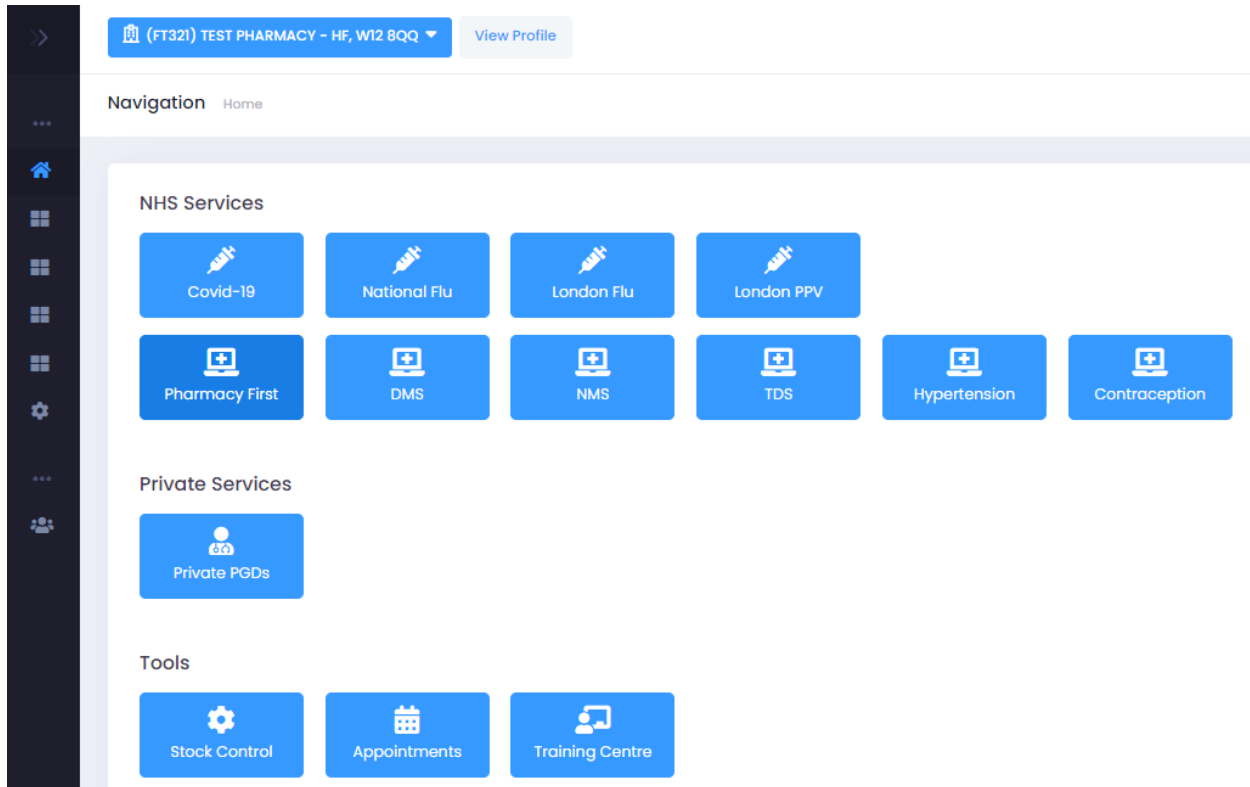 (FT321) TEST PHARMACY - HF, W12 8QQ View Profile
Navigation Home
NHS Services
Covid-19 National Flu London Flu London PPV
Pharmacy First DMS NMS TDS Hypertension Contraception
Private Services
Private PGDs
Tools
Stock Control Appointments Training Centre